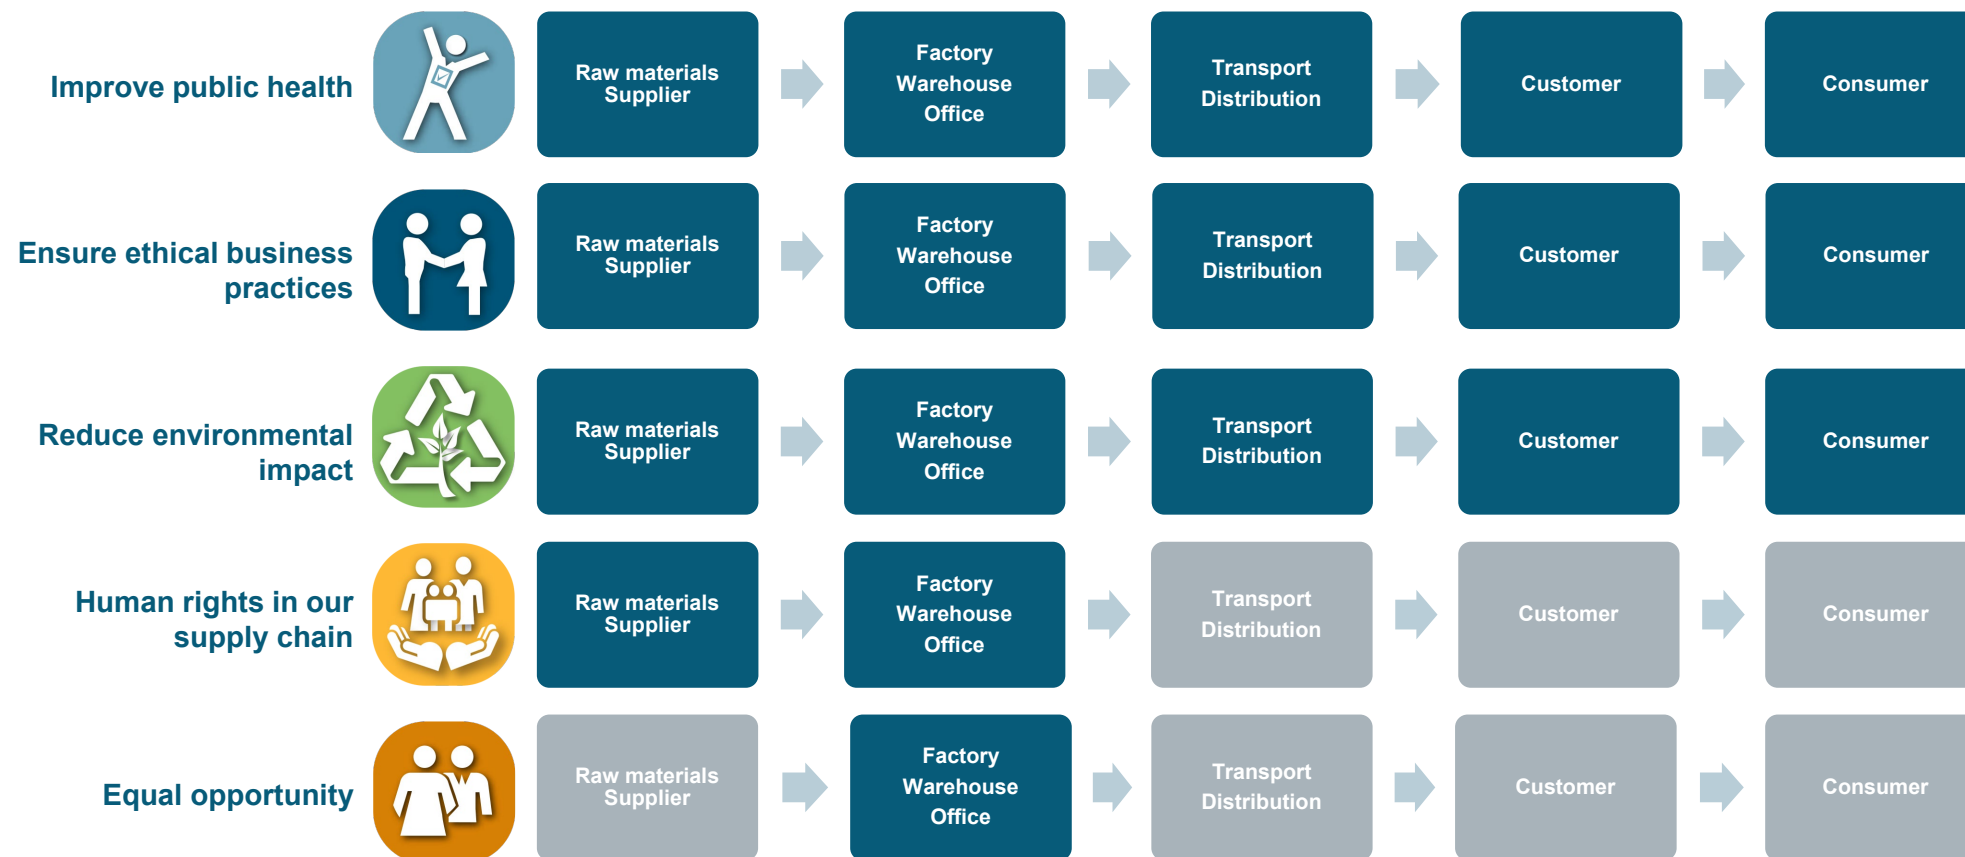 Improve public health
Raw materials
Supplier
Factory
Warehouse
Office
Transport
Distribution
Customer
Consumer
Ensure ethical business
practices
Raw materials
Supplier
Factory
Warehouse
Office
Transport
Distribution
Customer
Consumer
Reduce environmental
impact
Raw materials
Supplier
Factory
Warehouse
Office
Transport
Distribution
Customer
Consumer
Human rights in our
supply chain
Raw materials
Supplier
Factory
Warehouse
Office
Transport
Distribution
Customer
Consumer
Equal opportunity
Raw materials
Supplier
Factory
Warehouse
Office
Transport
Distribution
Customer
Consumer